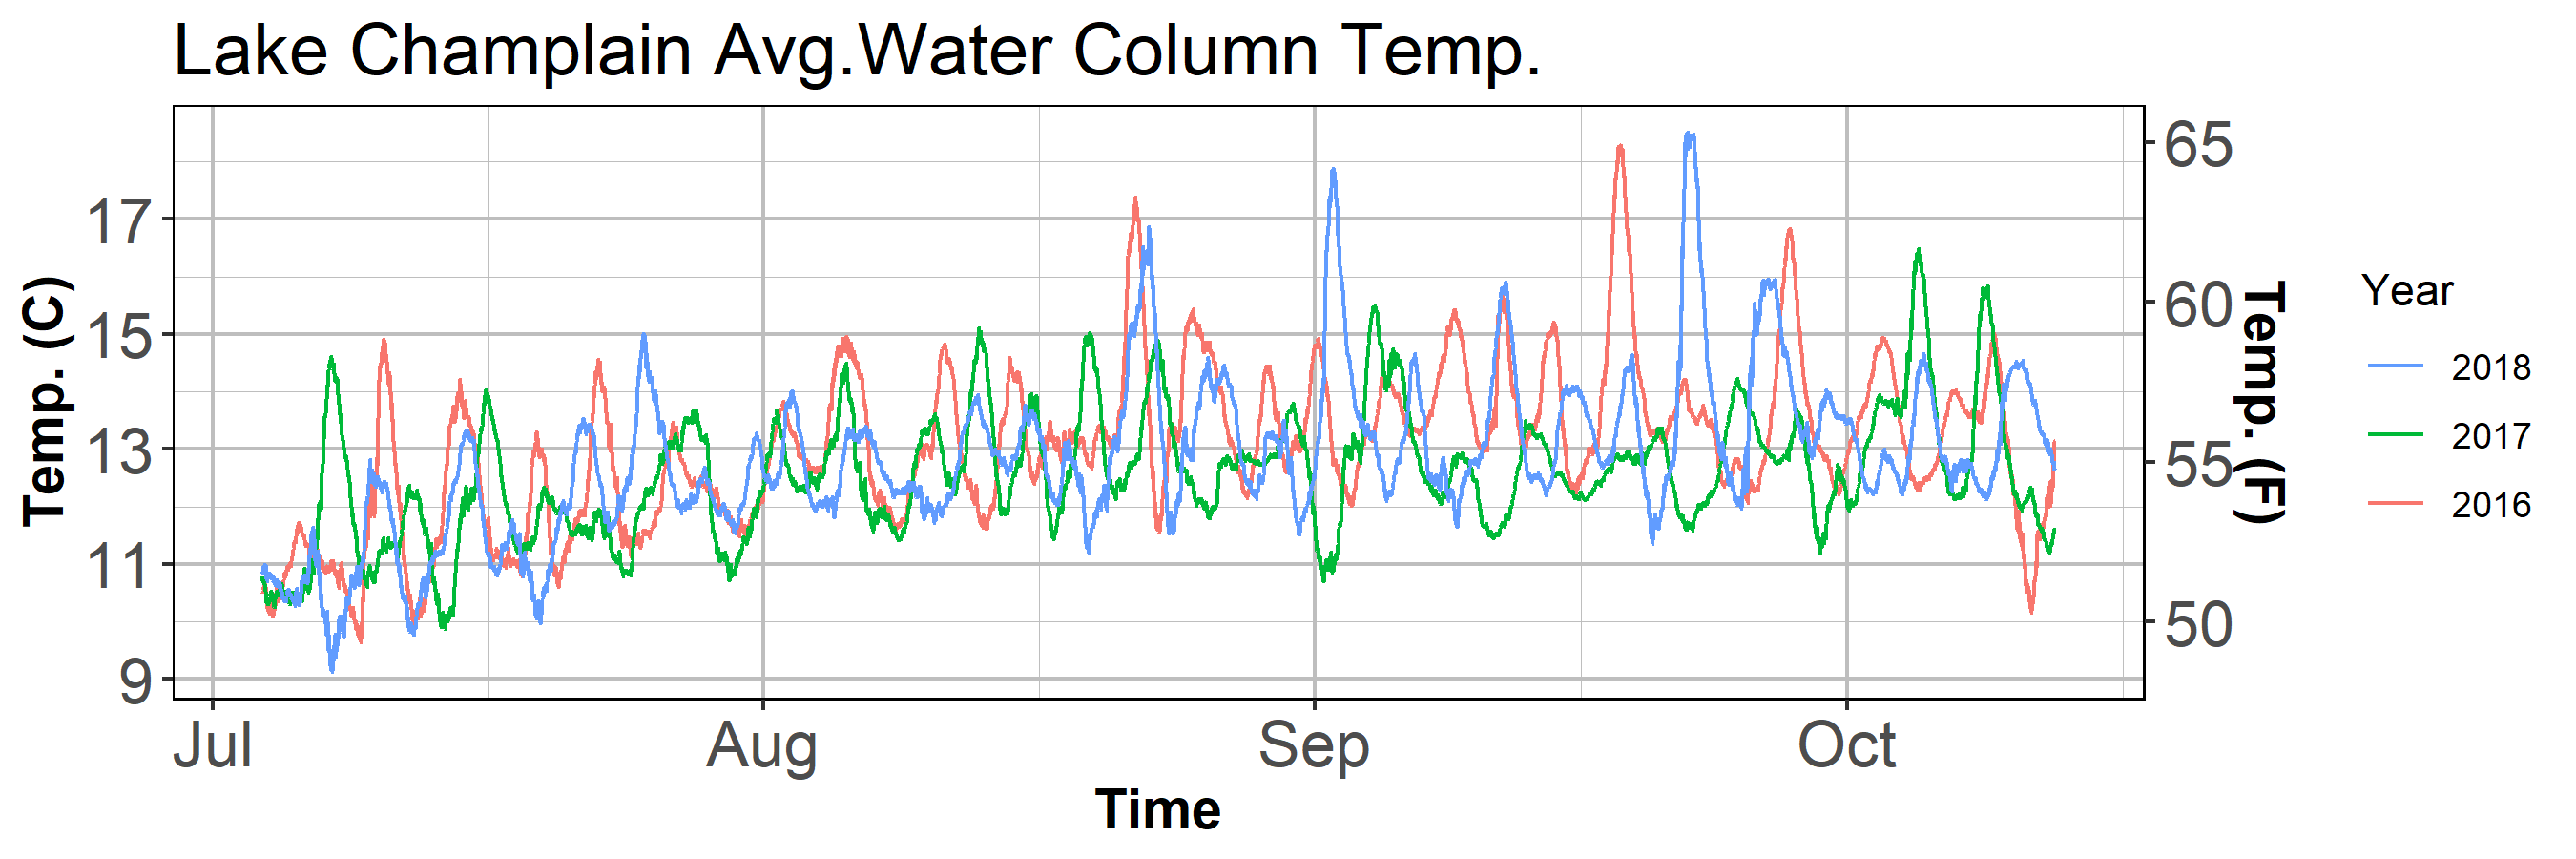 Lake Champlain Avg.Water Column Temp.
Temp. (C)
17
15
13
11
9
65
60
55
50
Temp. (F)
Jul Aug Sep Oct
Time
Year
2018
2017
2016